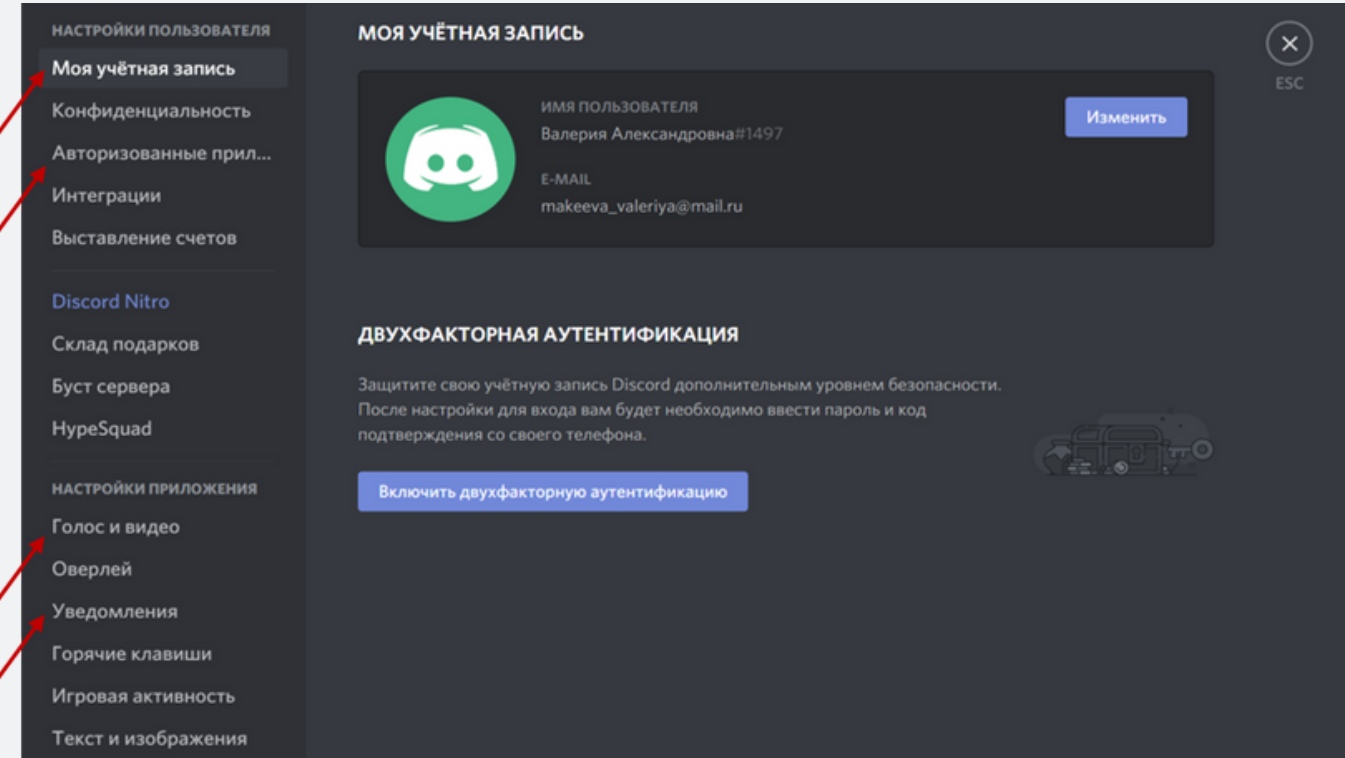 НАСТРОЙКИ ПОЛЬЗОВАТЕЛЯ
Моя учётная запись
Конфиденциальность
Авторизованные прил...
Интеграции
Выставление счетов
Discord Nitro
Склад подарков
Буст сервера
HypeSquad
НАСТРОЙКИ ПРИЛОЖЕНИЯ
Голос и видео
Оверлей
Уведомления
Горячие клавиши
Игровая активность
Текст и изображения
МОЯ УЧЁТНАЯ ЗАПИСЬ
ИМЯ ПОЛЬЗОВАТЕЛЯ
Валерия Александровна#1497
E-MAIL
makeeva_valeriya@mail.ru
Изменить
ESC
ДВУХФАКТОРНАЯ АУТЕНТИФИКАЦИЯ
Защитите свою учётную запись Discord дополнительным уровнем безопасности.
После настройки для входа вам будет необходимо ввести пароль и код
подтверждения со своего телефона.
Включить двухфакторную аутентификацию